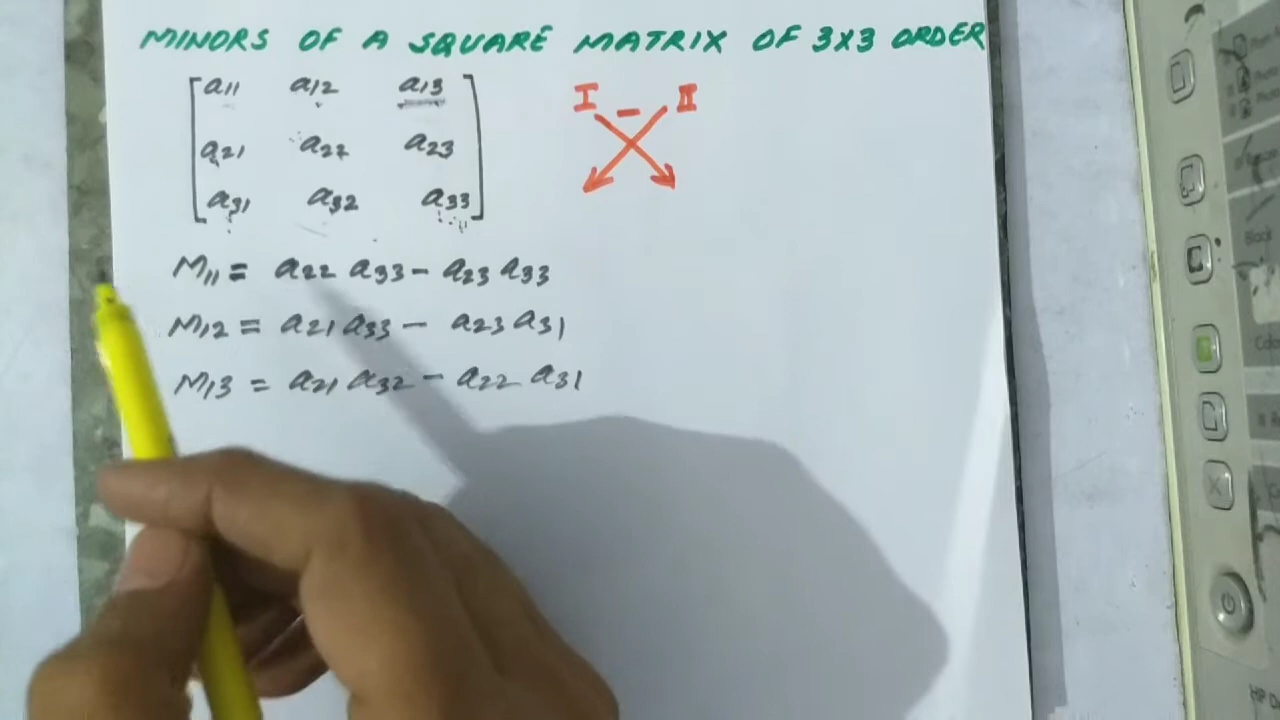 MINORS OF A SQUARE MATRIX OF 3X3 ORDER
a11 a12 a13
a21 a22 a23
a31 a32 a33
I - II
M11 = a22 a33 - a23 a33
M12 = a21 a33 - a23 a31
M13 = a21 a32 - a22 a31
Black